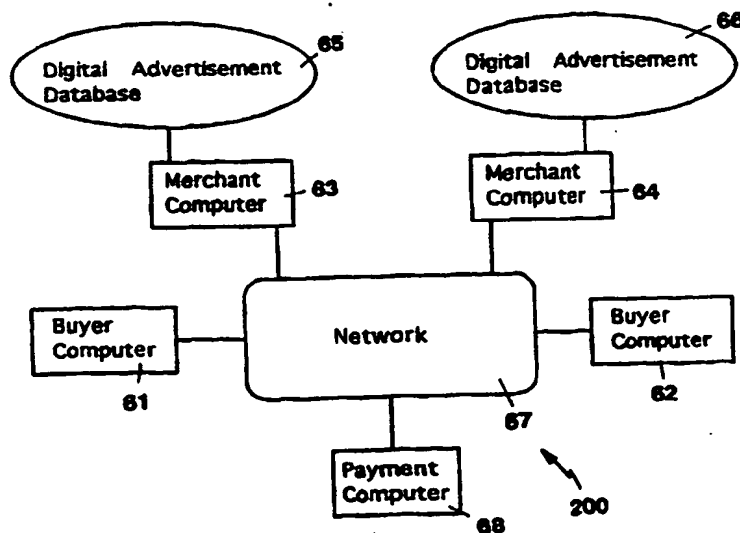 65
66
Digital Advertisement
Database
Digital Advertisement
Database
Merchant
Computer
63
Merchant
Computer
64
Buyer
Computer
61
Network
67
Buyer
Computer
62
Payment
Computer
68
200